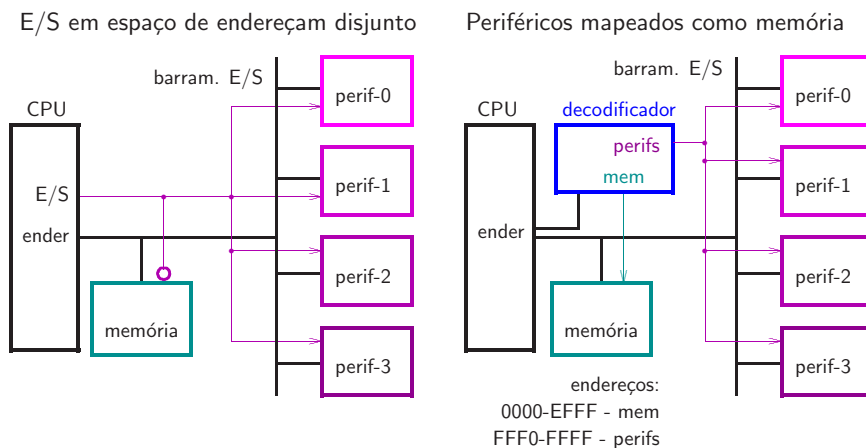 E/S em espaço de endereçam disjunto
barram. E/S
CPU
perif-0
perif-1
E/S
ender
perif-2
memória
perif-3
Periféricos mapeados como memória
barram. E/S
CPU
decodificador
perif-0
perifs
mem
perif-1
ender
perif-2
memória
perif-3
endereços:
0000-EFFF - mem
FFF0-FFFF - perifs